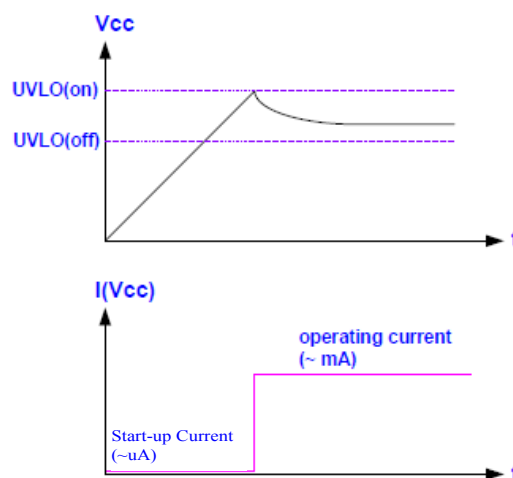 Vcc
UVLO(on)
UVLO(off)
t
I(Vcc)
operating current
(~ mA)
Start-up Current
(~uA)
t